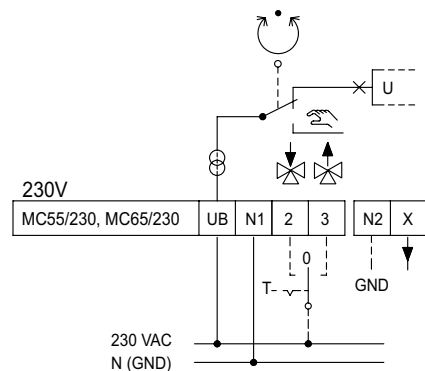 U
230V
MC55/230, MC65/230 UB N1 2 3 N2 X
0
T
GND
230 VAC
N (GND)